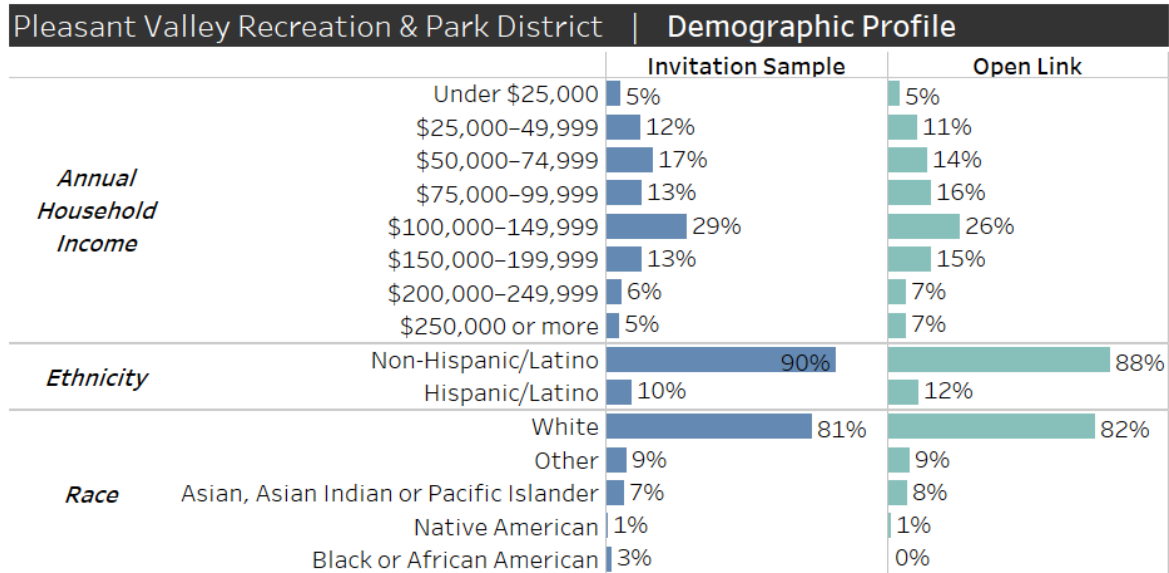 Pleasant Valley Recreation & Park District | Demographic Profile
Invitation Sample Open Link
Under $25,000 5% 5%
$25,000–49,999 12% 11%
$50,000–74,999 17% 14%
Annual Household Income
$75,000–99,999 13% 16%
$100,000–149,999 29% 26%
$150,000–199,999 13% 15%
$200,000–249,999 6% 7%
$250,000 or more 5% 7%
Ethnicity
Non-Hispanic/Latino 90% 88%
Hispanic/Latino 10% 12%
Race
White 81% 82%
Other 9% 9%
Asian, Asian Indian or Pacific Islander 7% 8%
Native American 1% 1%
Black or African American 3% 0%